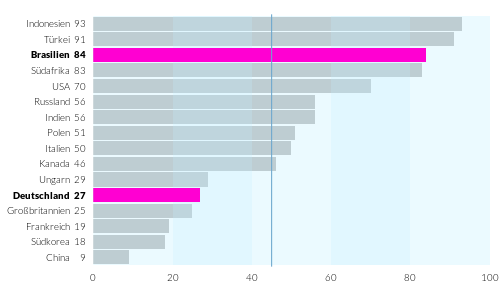 Indonesien 93
Türkei 91
Brasilien 84
Südafrika 83
USA 70
Russland 56
Indien 56
Polen 51
Italien 50
Kanada 46
Ungarn 29
Deutschland 27
Großbritannien 25
Frankreich 19
Südkorea 18
China 9
0 20 40 60 80 100